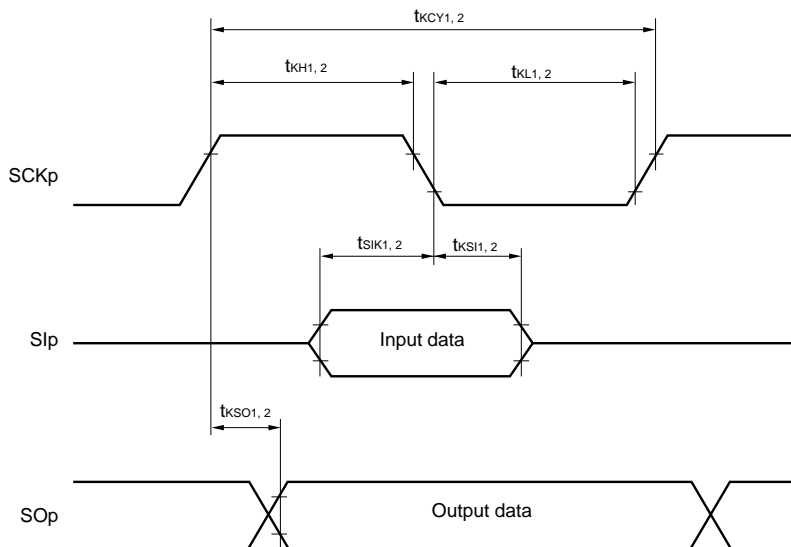 tKCY1, 2
tKH1, 2
tKL1, 2
SCKp
tSIK1, 2
tKSI1, 2
SIp
Input data
tKSO1, 2
SOp
Output data